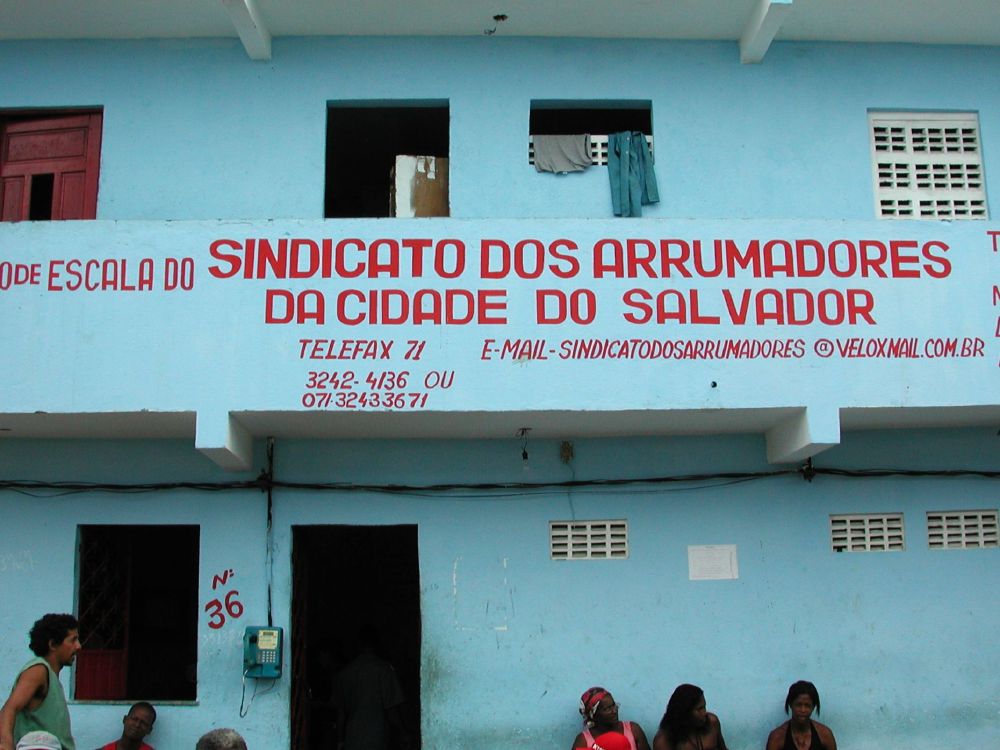 DE ESCALA DO
SINDICATO DOS ARRUMADORES
DA CIDADE DO SALVADOR
TELEFAX 71
E-MAIL-SINDICATODOSARRUMADORES @VELOXMAIL.COM.BR
3242-4136 OU
071.32433671
Nº
36